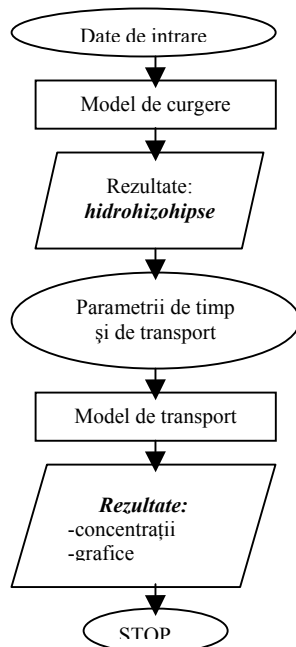 Date de intrare
Model de curgere
Rezultate:
hidrohizohipse
Parametrii de timp
şi de transport
Model de transport
Rezultate:
-concentraţii
-grafice
STOP